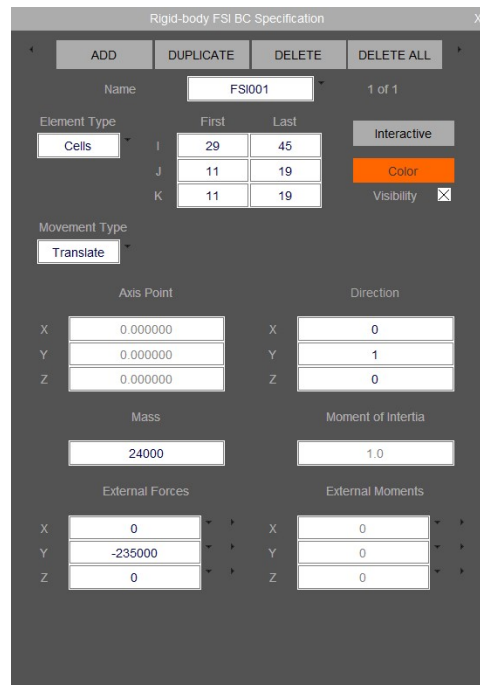 Rigid-body FSI BC Specification X
ADD DUPLICATE DELETE DELETE ALL
Name FSI001 1 of 1
Element Type First Last
Interactive
Cells I 29 45
J 11 19 Color
K 11 19 Visibility
Movement Type
Translate
Axis Point Direction
X 0.000000 X 0
Y 0.000000 Y 1
Z 0.000000 Z 0
Mass Moment of Intertia
24000 1.0
External Forces External Moments
X 0 X 0
Y -235000 Y 0
Z 0 Z 0